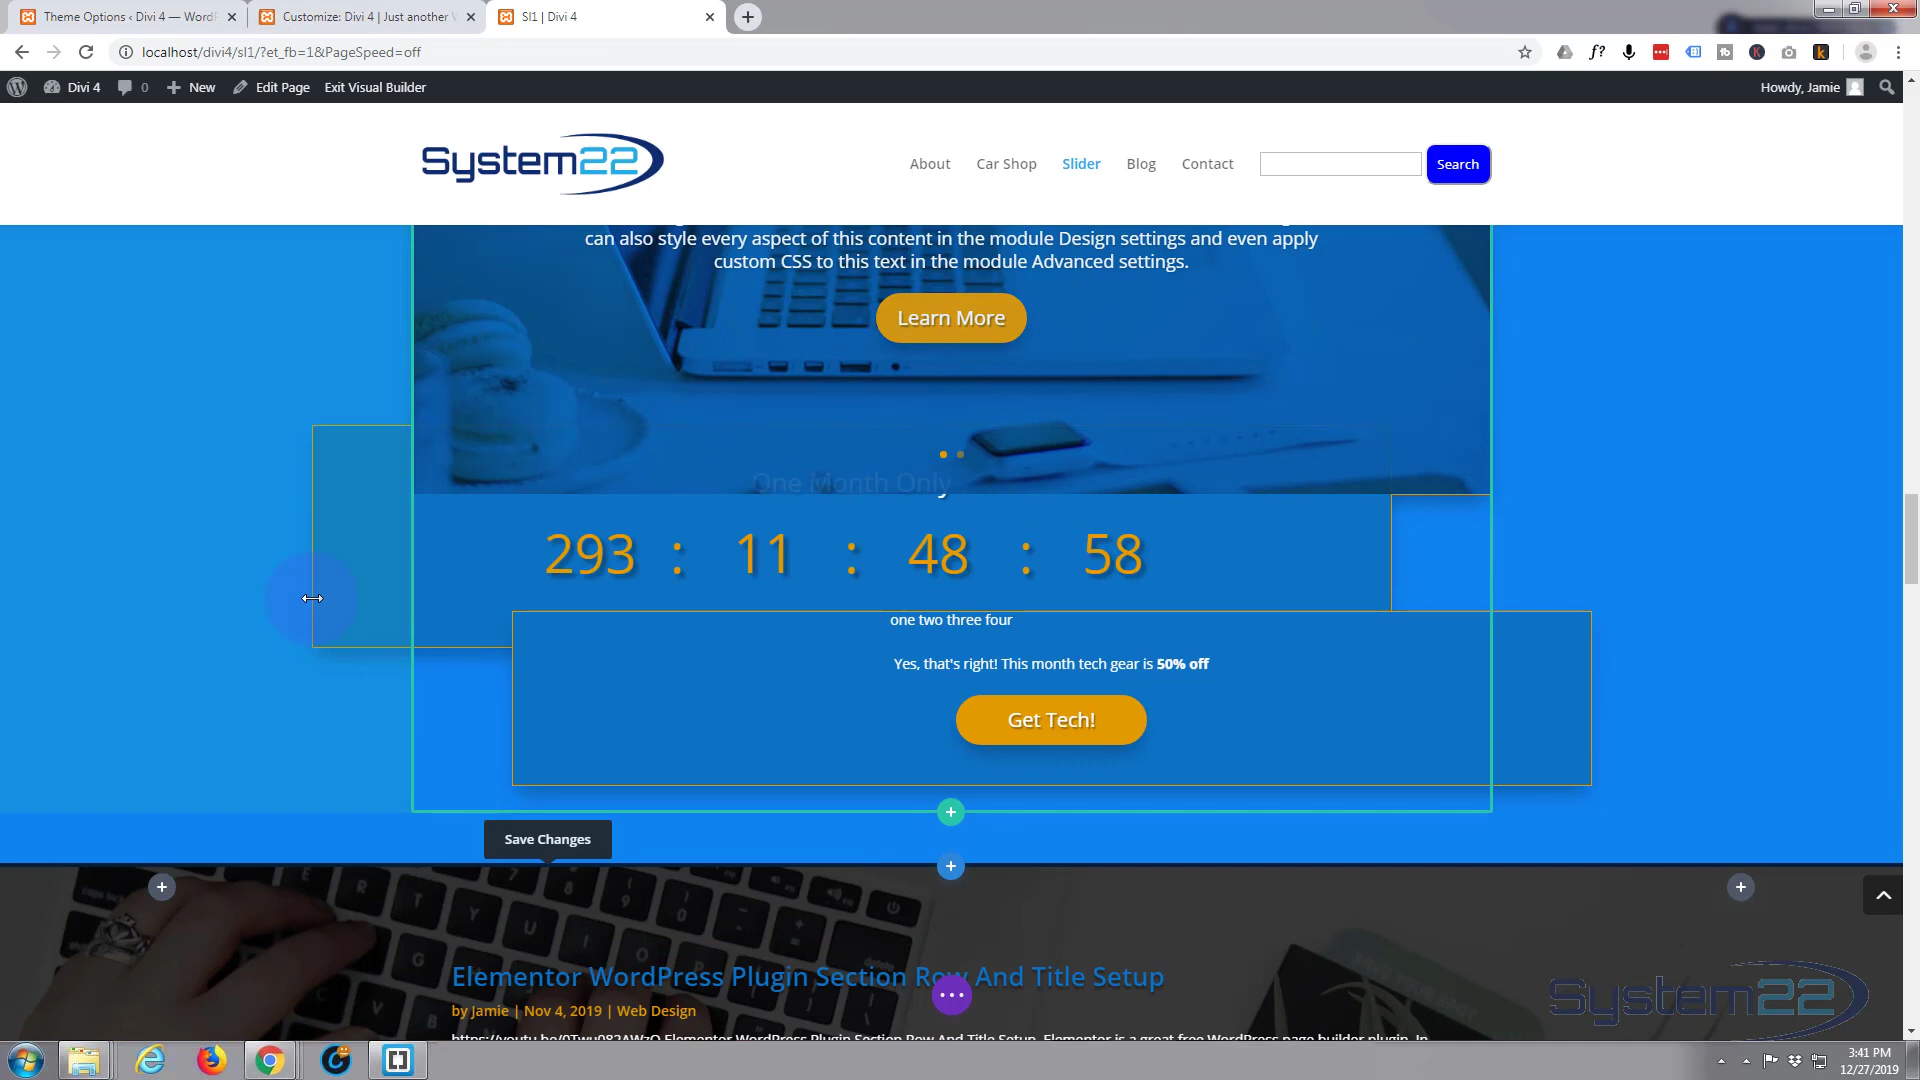 Theme Options ‹ Divi 4 — WordP
Customize: Divi 4 | Just another W
Sl1 | Divi 4
localhost/divi4/sl1/?et_fb=1&PageSpeed=off
Divi 4
0
New
Edit Page
Exit Visual Builder
Howdy, Jamie
System22
About
Car Shop
Slider
Blog
Contact
Search
can also style every aspect of this content in the module Design settings and even apply
custom CSS to this text in the module Advanced settings.
Learn More
One Month Only
293 : 11 : 48 : 58
one two three four
Yes, that's right! This month tech gear is 50% off
Get Tech!
Save Changes
Elementor WordPress Plugin Section Row And Title Setup
by Jamie | Nov 4, 2019 | Web Design
System22
3:41 PM
12/27/2019